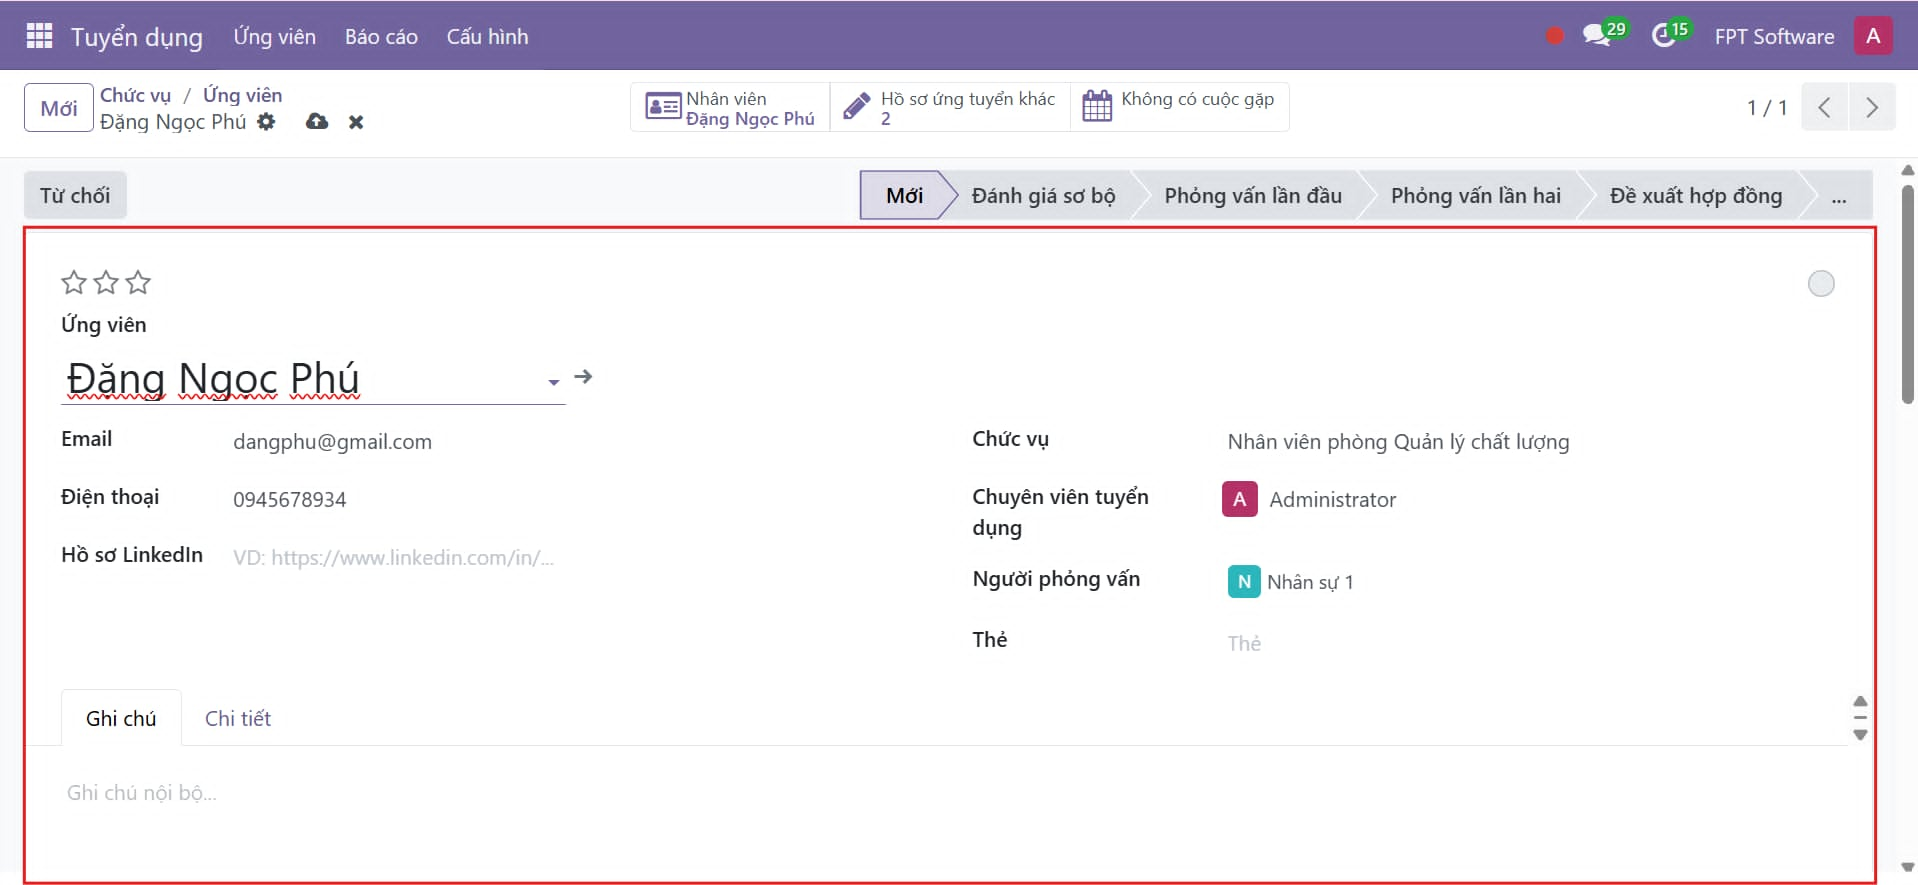 Tuyển dụng Ứng viên Báo cáo Cấu hình 29 15 FPT Software A
Mới Chức vụ / Ứng viên
Đặng Ngọc Phú
Nhân viên
Đặng Ngọc Phú
Hồ sơ ứng tuyển khác
2
Không có cuộc gặp
1 / 1
Từ chối Mới Đánh giá sơ bộ Phỏng vấn lần đầu Phỏng vấn lần hai Đề xuất hợp đồng ...
Ứng viên
Đặng Ngọc Phú
Email dangphu@gmail.com
Điện thoại 0945678934
Hồ sơ LinkedIn VD: https://www.linkedin.com/in/...
Chức vụ Nhân viên phòng Quản lý chất lượng
Chuyên viên tuyển
dụng
A Administrator
Người phỏng vấn N Nhân sự 1
Thẻ Thẻ
Ghi chú Chi tiết
Ghi chú nội bộ...